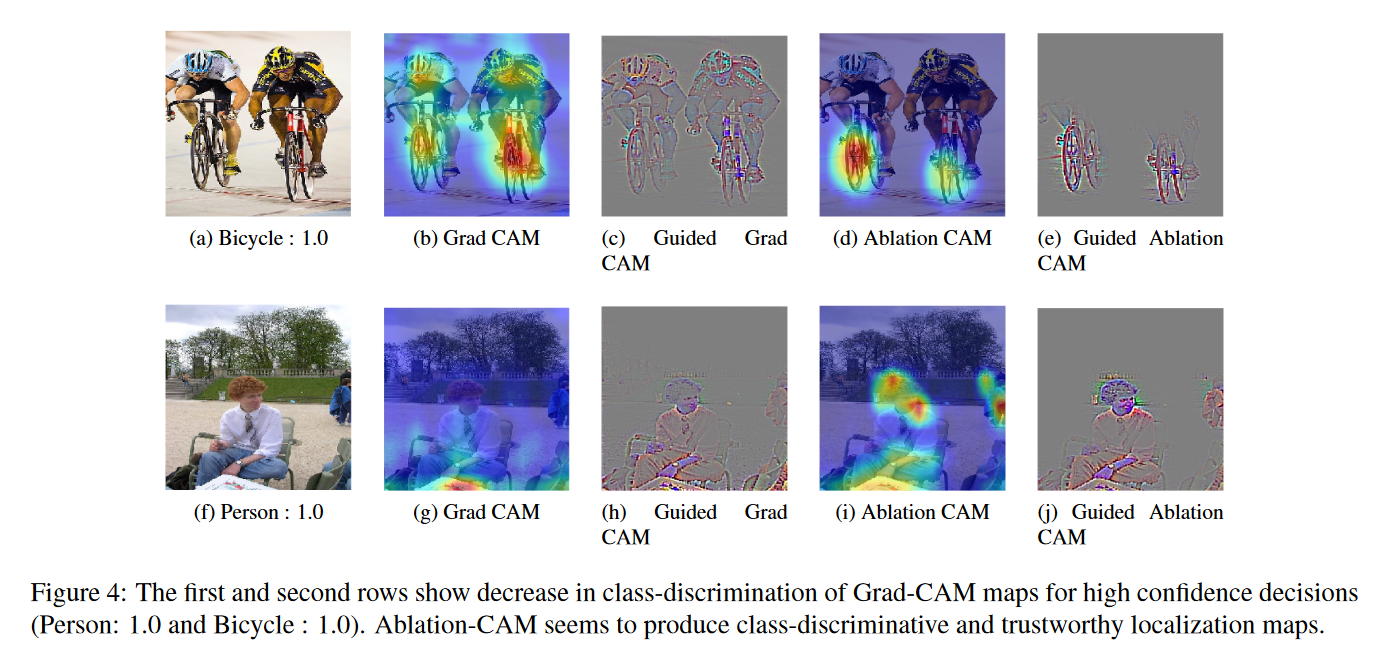 (a) Bicycle : 1.0
(b) Grad CAM
(c) Guided Grad
CAM
(d) Ablation CAM
(e) Guided Ablation
CAM
(f) Person : 1.0
(g) Grad CAM
(h) Guided Grad
CAM
(i) Ablation CAM
(j) Guided Ablation
CAM
Figure 4: The first and second rows show decrease in class-discrimination of Grad-CAM maps for high confidence decisions
(Person: 1.0 and Bicycle : 1.0). Ablation-CAM seems to produce class-discriminative and trustworthy localization maps.